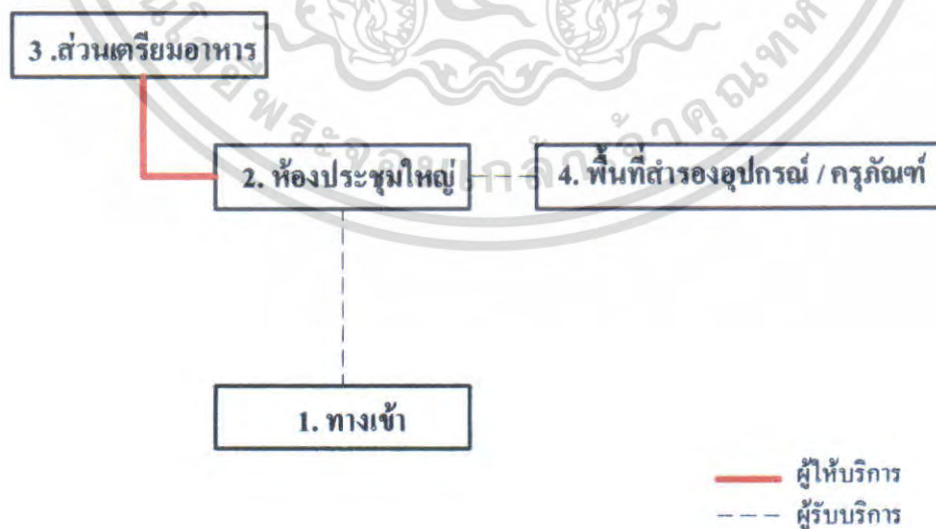 3 .ส่วนเตรียมอาหาร
2. ห้องประชุมใหญ่
4. พื้นที่สำรองอุปกรณ์ / ครุภัณฑ์
1. ทางเข้า
ผู้ให้บริการ
ผู้รับบริการ